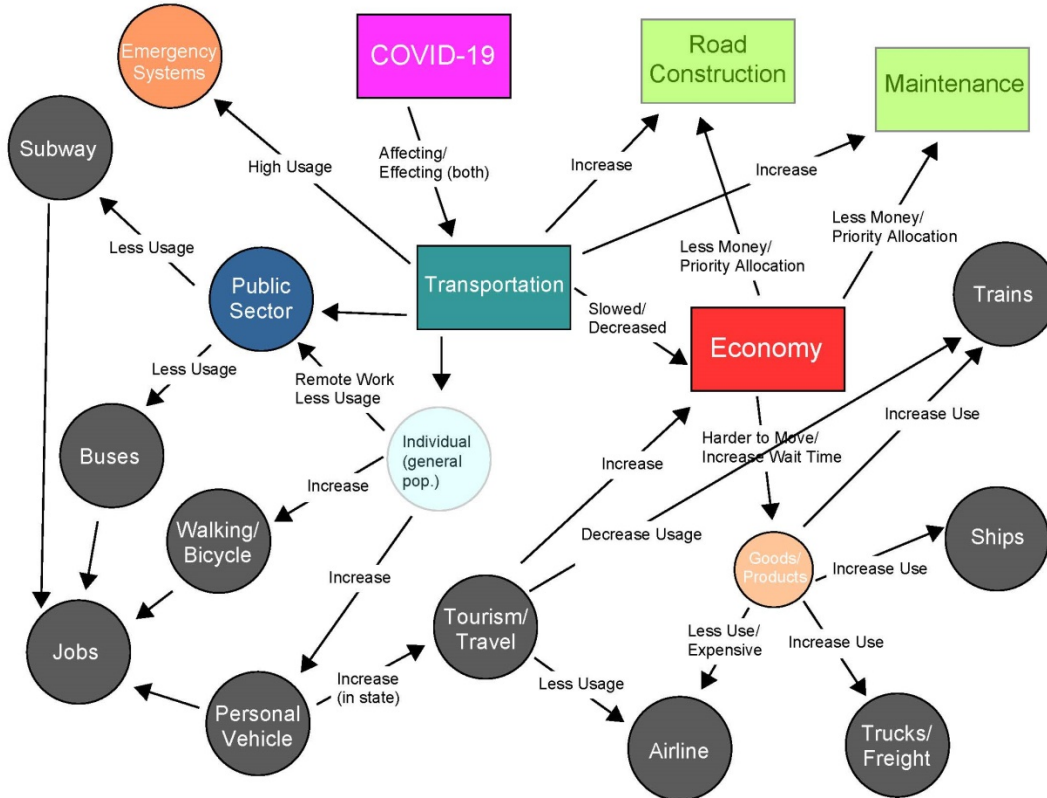 Emergency
Systems
COVID-19
Road
Construction
Maintenance
Subway
High Usage
Affecting/
Effecting (both)
Increase
Increase
Less Usage
Less Money/
Priority Allocation
Less Money/
Priority Allocation
Public
Sector
Transportation
Slowed/
Decreased
Trains
Economy
Less Usage
Remote Work
Less Usage
Increase Use
Buses
Individual
(general
pop.)
Harder to Move/
Increase Wait Time
Increase
Increase
Walking/
Bicycle
Decrease Usage
Ships
Goods/
Products
Increase Use
Increase
Jobs
Tourism/
Travel
Less Use/
Expensive
Increase Use
Increase
(in state)
Less Usage
Personal
Vehicle
Airline
Trucks/
Freight